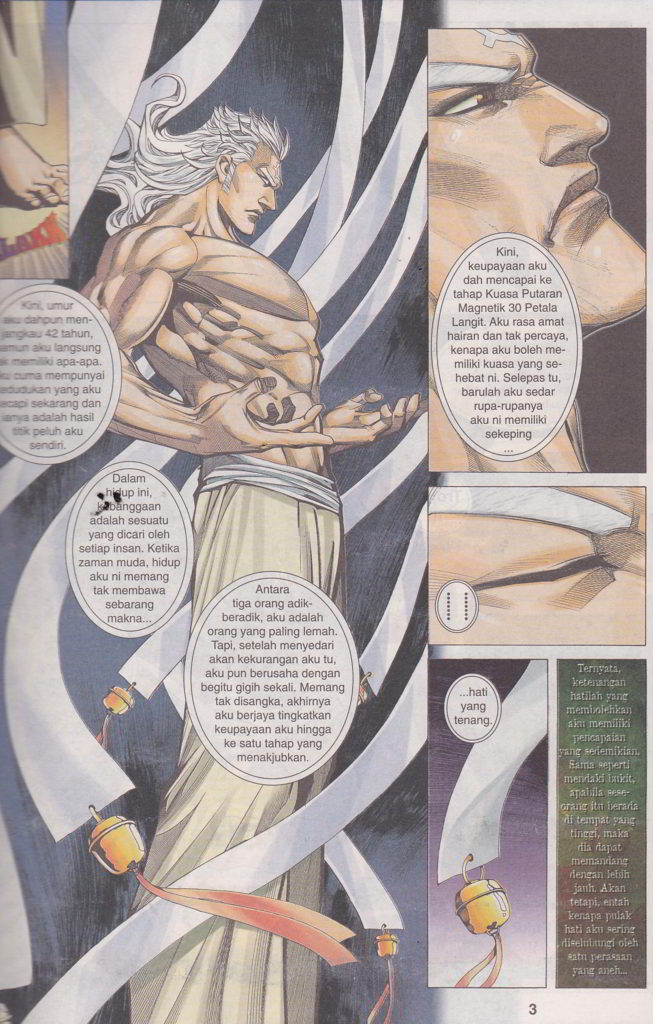 Dalam
hidup ini,
kebanggaan
adalah sesuatu
yang dicari oleh
setiap insan. Ketika
zaman muda, hidup
aku ni memang
tak membawa
sebarang
makna...
Antara
tiga orang adik-
beradik, aku adalah
orang yang paling lemah.
Tapi, setelah menyedari
akan kekurangan aku tu,
aku pun berusaha dengan
begitu gigih sekali. Memang
tak disangka, akhirnya
aku berjaya tingkatkan
keupayaan aku hingga
ke satu tahap yang
menakjubkan.
Kini, umur
aku dahpun men-
jangkau 42 tahun,
namun aku langsung
tak memiliki apa-apa.
Aku cuma mempunyai
kedudukan yang aku
kecapi sekarang dan
ianya adalah hasil
titik peluh aku
sendiri.
Kini,
keupayaan aku
dah mencapai ke
tahap Kuasa Putaran
Magnetik 30 Petala
Langit. Aku rasa amat
hairan dan tak percaya,
kenapa aku boleh me-
miliki kuasa yang se-
hebat ni. Selepas tu,
barulah aku sedar
rupa-rupanya
aku ni memiliki
sekeping
...
...hati
yang
tenang.
Ternyata,
ketenangan
hatilah yang
membolehkan
aku memiliki
pencapaian
yang sedemikian.
Sama seperti
mendaki bukit,
apabila sese-
orang itu berada
di tempat yang
tinggi, maka
dia dapat
memandang
dengan lebih
jauh. Akan
tetapi, entah
kenapa pulak
hati aku sering
diselubungi oleh
satu perasaan
yang aneh...
3